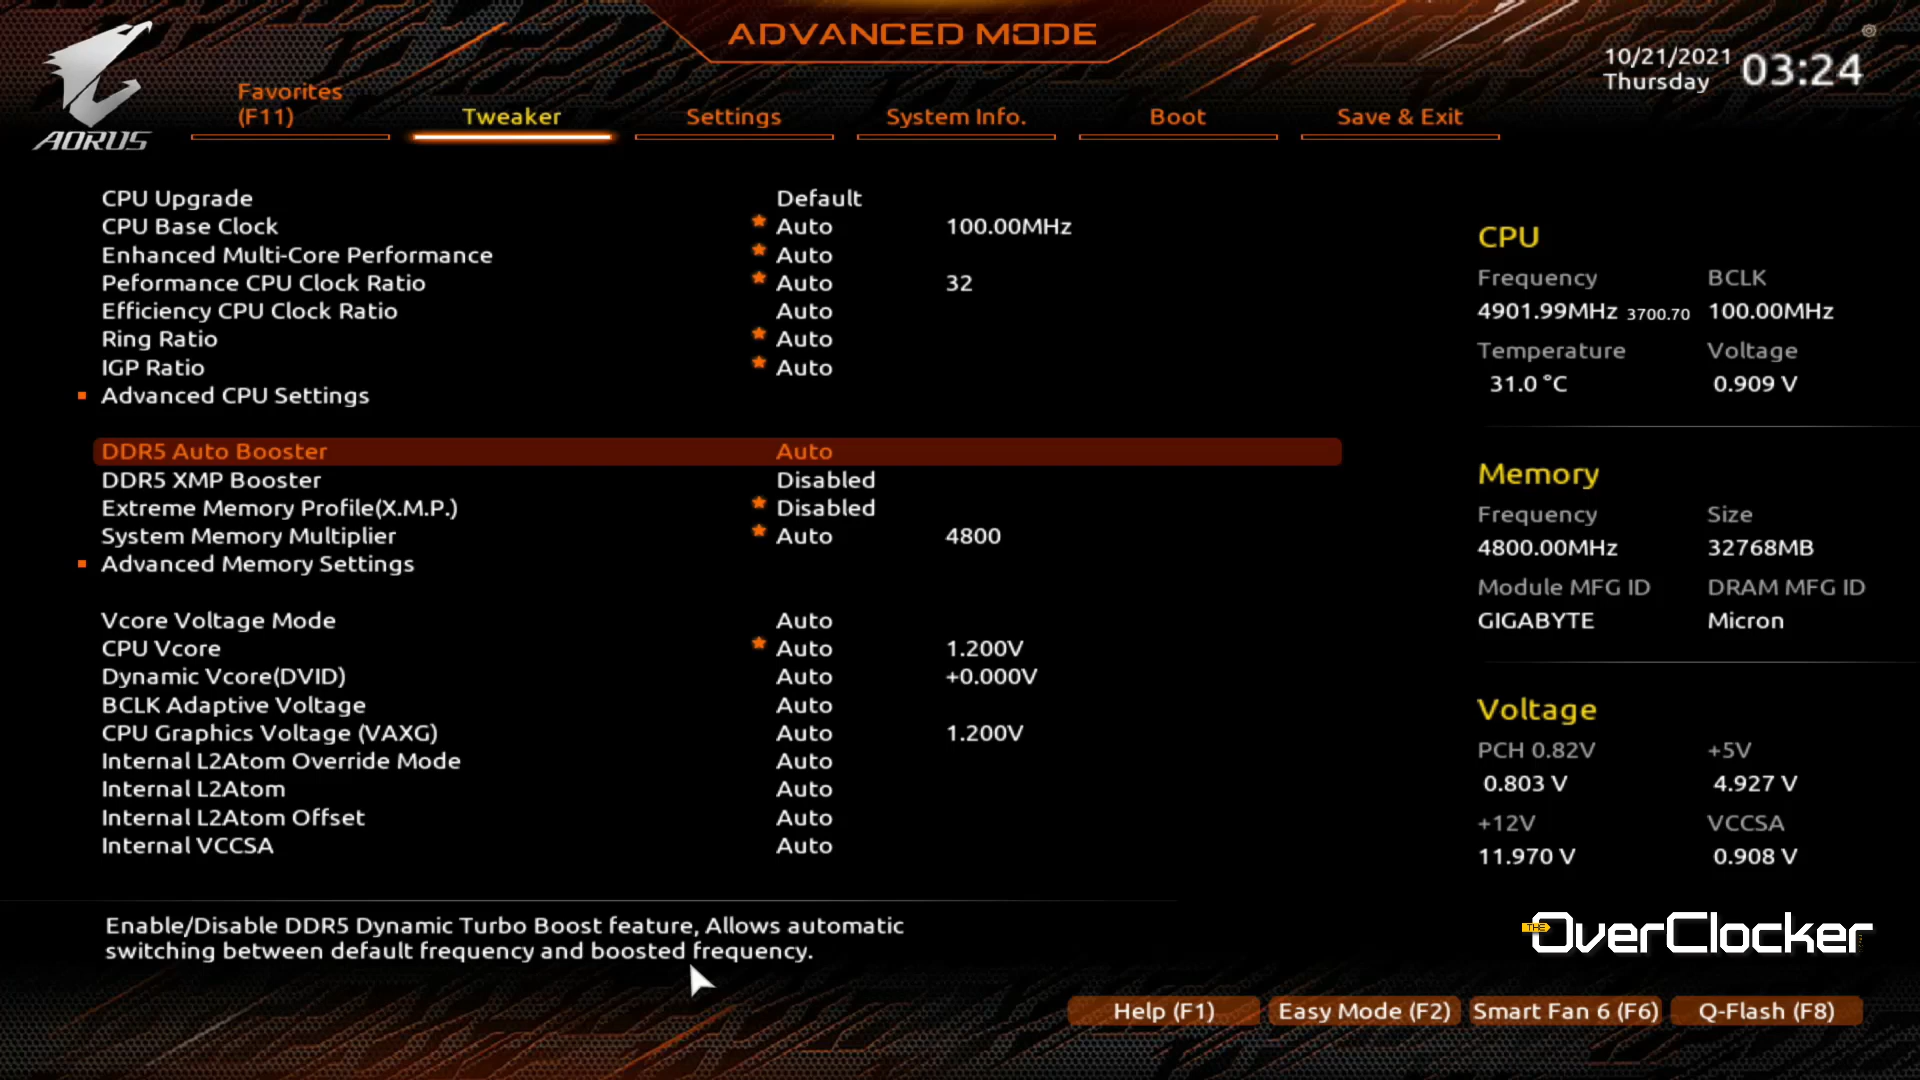 ADVANCED MODE
10/21/2021
Thursday
03:24
AORUS
Favorites
(F11)
Tweaker
Settings
System Info.
Boot
Save & Exit
CPU Upgrade Default
CPU Base Clock Auto 100.00MHz
Enhanced Multi-Core Performance Auto
Peformance CPU Clock Ratio Auto 32
Efficiency CPU Clock Ratio Auto
Ring Ratio Auto
IGP Ratio Auto
Advanced CPU Settings
DDR5 Auto Booster Auto
DDR5 XMP Booster Disabled
Extreme Memory Profile(X.M.P.) Disabled
System Memory Multiplier Auto 4800
Advanced Memory Settings
Vcore Voltage Mode Auto
CPU Vcore Auto 1.200V
Dynamic Vcore(DVID) Auto +0.000V
BCLK Adaptive Voltage Auto
CPU Graphics Voltage (VAXG) Auto 1.200V
Internal L2Atom Override Mode Auto
Internal L2Atom Auto
Internal L2Atom Offset Auto
Internal VCCSA Auto
CPU
Frequency BCLK
4901.99MHz 3700.70 100.00MHz
Temperature Voltage
31.0 °C 0.909 V
Memory
Frequency Size
4800.00MHz 32768MB
Module MFG ID DRAM MFG ID
GIGABYTE Micron
Voltage
PCH 0.82V +5V
0.803 V 4.927 V
+12V VCCSA
11.970 V 0.908 V
Enable/Disable DDR5 Dynamic Turbo Boost feature, Allows automatic
switching between default frequency and boosted frequency.
THE OverClocker
Help (F1)
Easy Mode (F2)
Smart Fan 6 (F6)
Q-Flash (F8)